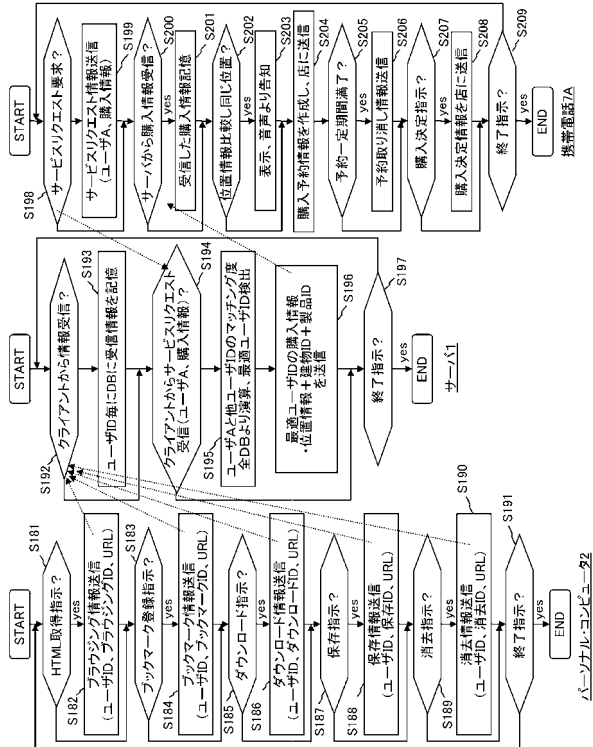 START
S181
HTML取得指示？
yes
S182
ブラウジング情報送信
(ユーザID、ブラウジングID、URL)
S183
ブックマーク登録指示？
yes
S184
ブックマーク情報送信
(ユーザID、ブックマークID、URL)
S185
ダウンロード指示？
yes
S186
ダウンロード情報送信
(ユーザID、ダウンロードID、URL)
S187
保存指示？
yes
S188
保存情報送信
(ユーザID、保存ID、URL)
S189
消去指示？
yes
S190
消去情報送信
(ユーザID、消去ID、URL)
S191
終了指示？
yes
END
パーソナル・コンピュータ2
START
S192
クライアントから情報受信？
yes
S193
ユーザID毎にDBに受信情報を記憶
S194
クライアントからサービスリクエスト
受信(ユーザA、購入情報)？
yes
S195
ユーザAと他ユーザIDのマッチング度
全DBより演算、最適ユーザID検出
S196
最適ユーザIDの購入情報
・位置情報＋建物ID＋製品ID
を送信
S197
終了指示？
yes
END
サーバ1
START
S198
サービスリクエスト要求？
yes
S199
サービスリクエスト情報送信
(ユーザA、購入情報)
S200
サーバから購入情報受信？
yes
S201
受信した購入情報記憶
S202
位置情報比較し同じ位置？
yes
S203
表示、音声より告知
S204
購入予約情報を作成し、店に送信
S205
予約一定期間満了？
yes
S206
予約取り消し情報送信
S207
購入決定指示？
yes
S208
購入決定情報を店に送信
S209
終了指示？
yes
END
携帯電話7A